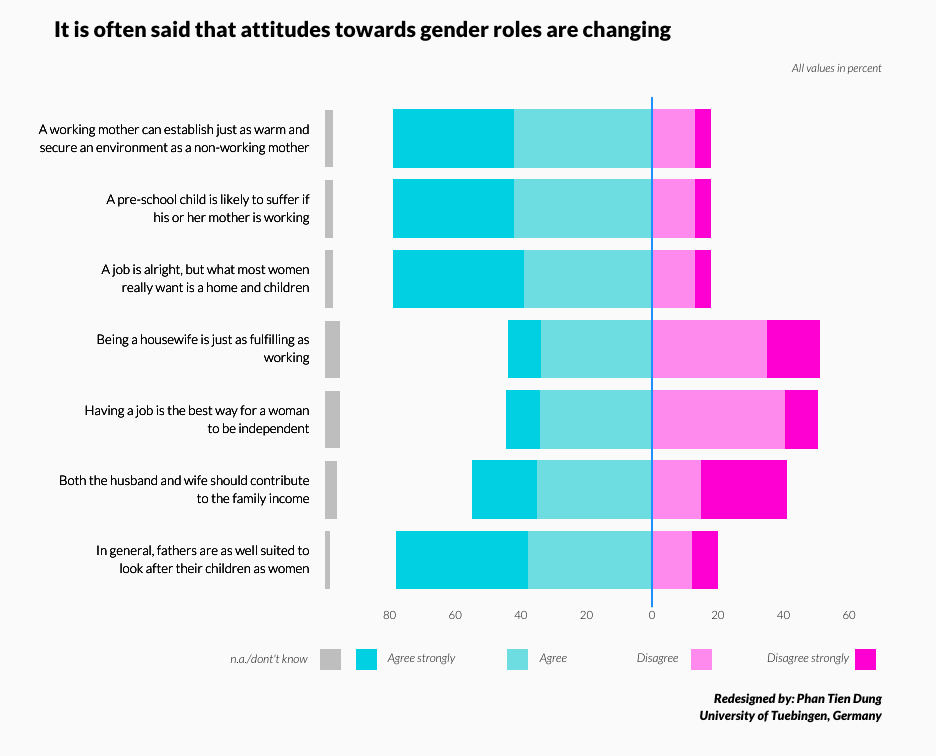 It is often said that attitudes towards gender roles are changing
All values in percent
A working mother can establish just as warm and
secure an environment as a non-working mother
A pre-school child is likely to suffer if
his or her mother is working
A job is alright, but what most women
really want is a home and children
Being a housewife is just as fulfilling as
working
Having a job is the best way for a woman
to be independent
Both the husband and wife should contribute
to the family income
In general, fathers are as well suited to
look after their children as women
80 60 40 20 0 20 40 60
n.a./dont't know Agree strongly Agree Disagree Disagree strongly
Redesigned by: Phan Tien Dung
University of Tuebingen, Germany